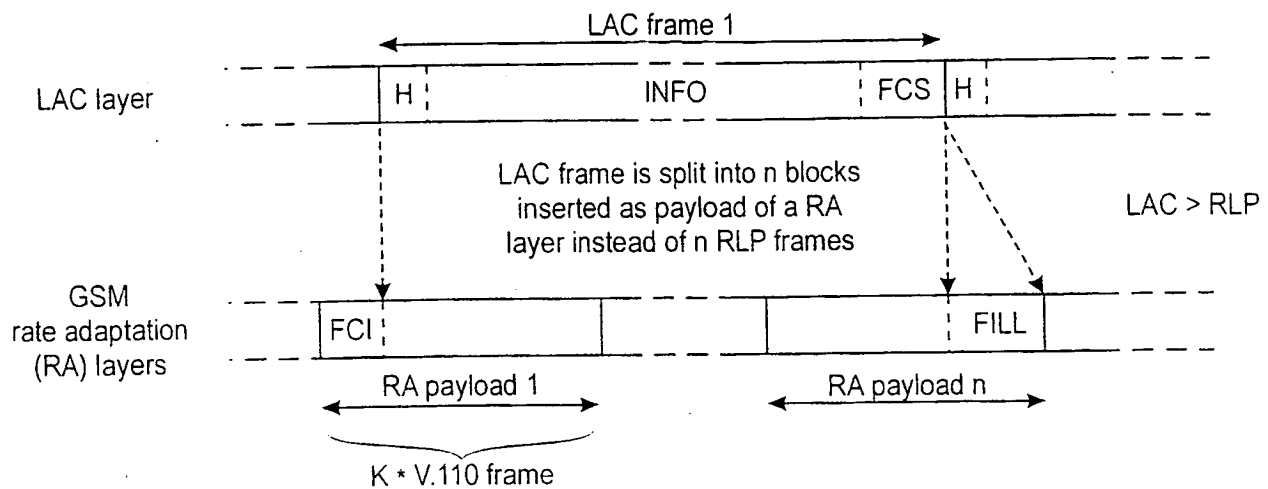 LAC frame 1
LAC layer
H
INFO
FCS
H
LAC frame is split into n blocks
inserted as payload of a RA
layer instead of n RLP frames
LAC > RLP
GSM
rate adaptation
(RA) layers
FCI
FILL
RA payload 1
RA payload n
K * V.110 frame